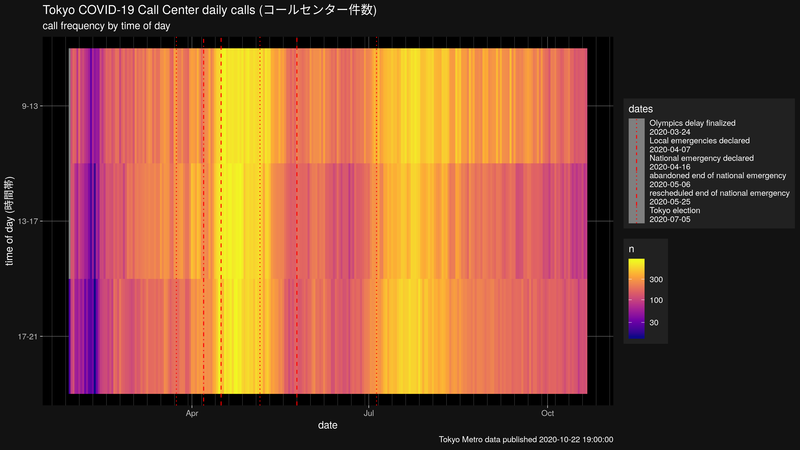 Tokyo COVID-19 Call Center daily calls (コールセンター件数)
call frequency by time of day
9-13
13-17
17-21
time of day (時間帯)
Apr
Jul
Oct
date
dates
Olympics delay finalized
2020-03-24
Local emergencies declared
2020-04-07
National emergency declared
2020-04-16
abandoned end of national emergency
2020-05-06
rescheduled end of national emergency
2020-05-25
Tokyo election
2020-07-05
n
300
100
30
Tokyo Metro data published 2020-10-22 19:00:00